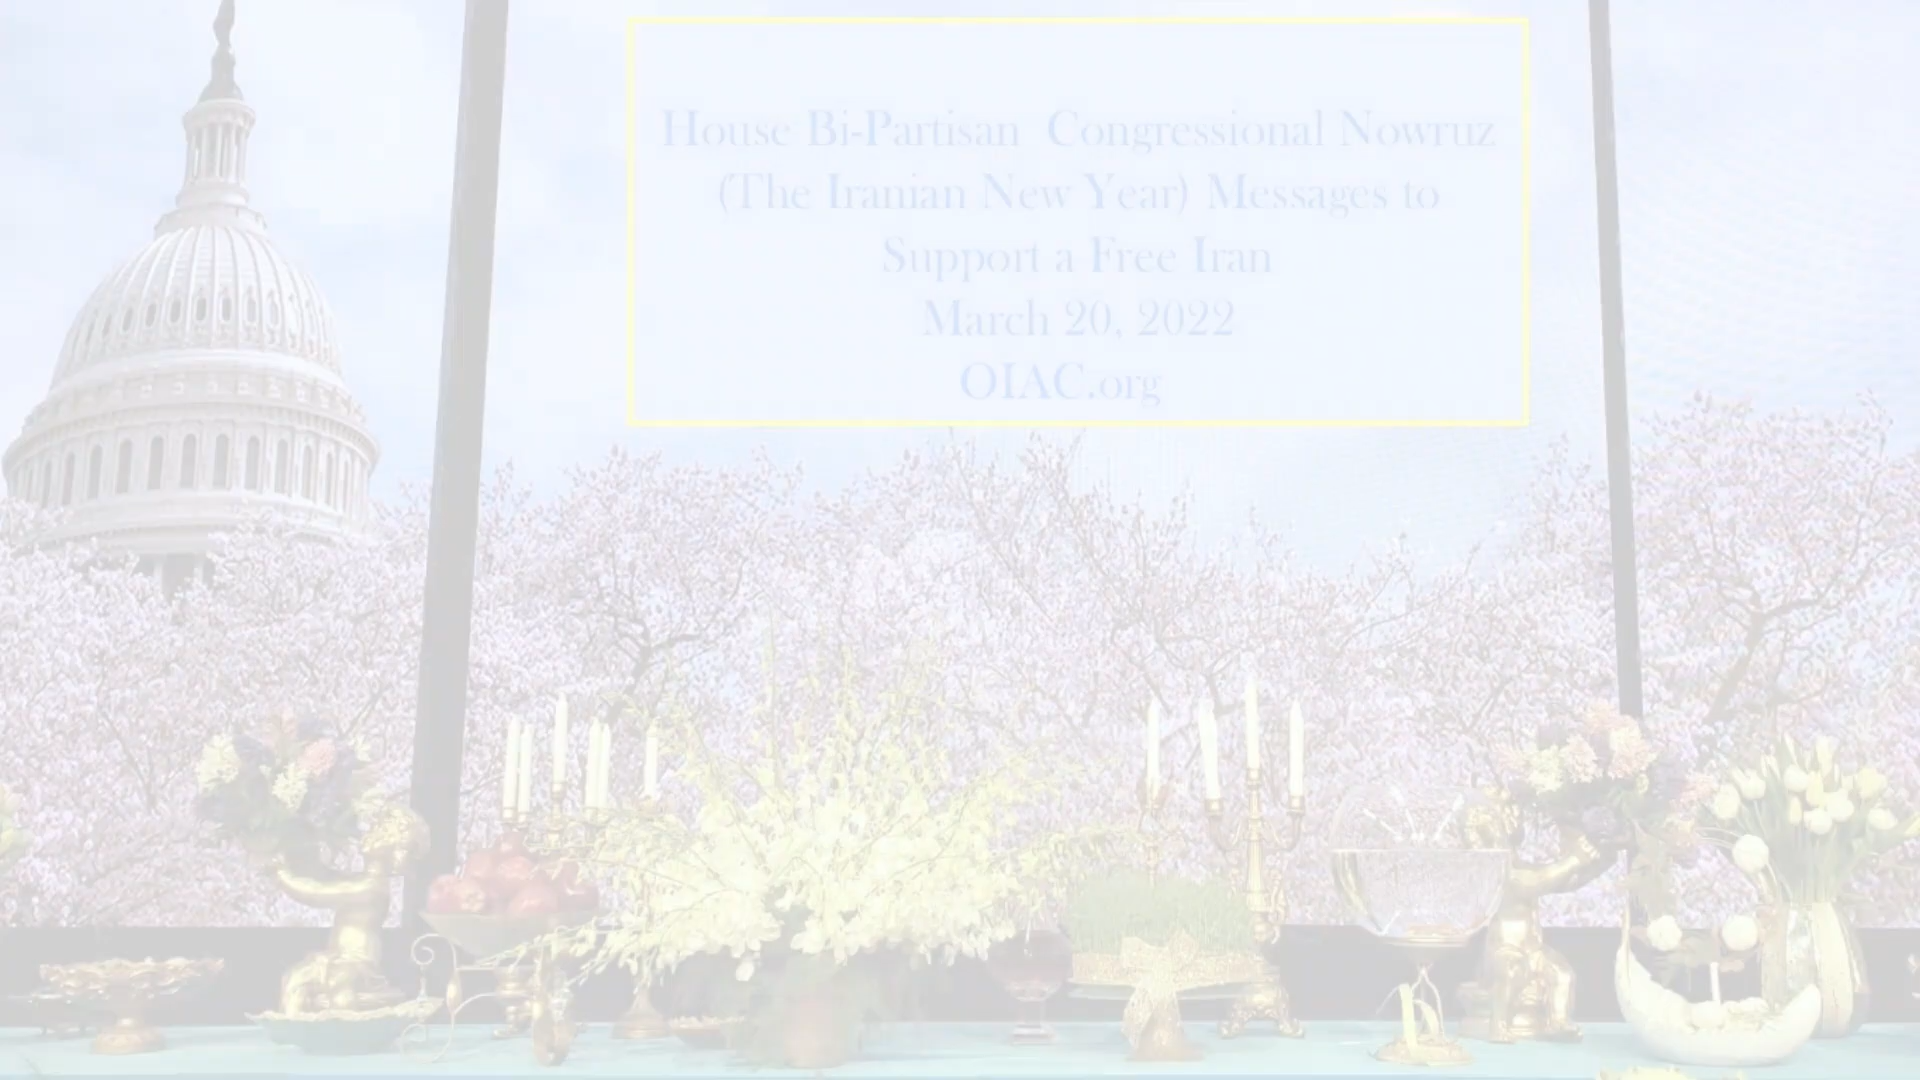 House Bi-Partisan Congressional Nowruz
(The Iranian New Year) Messages to
Support a Free Iran
March 20, 2022
OIAC.org